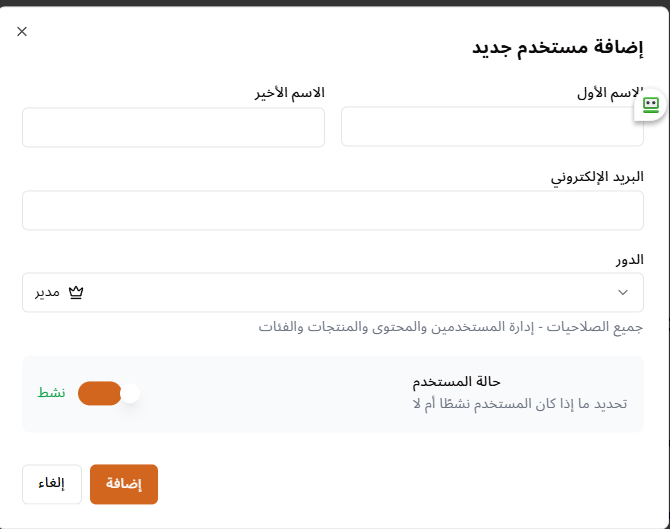 إضافة مستخدم جديد
الاسم الأول
الاسم الأخير
البريد الإلكتروني
الدور
مدير
جميع الصلاحيات - إدارة المستخدمين والمحتوى والمنتجات والفئات
حالة المستخدم
تحديد ما إذا كان المستخدم نشطًا أم لا
نشط
إضافة
إلغاء